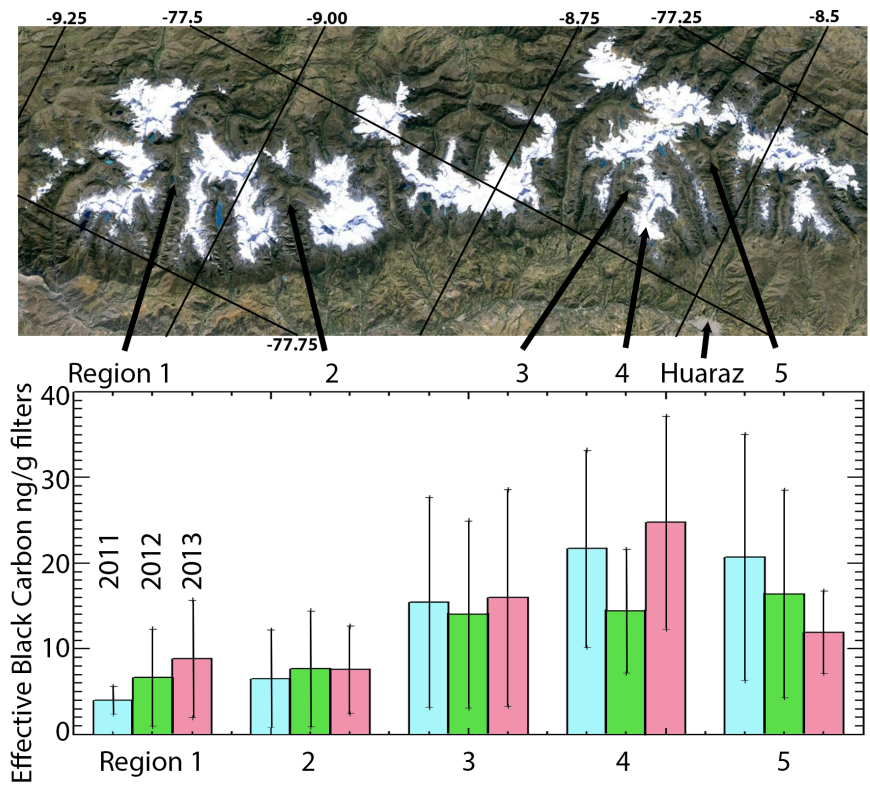 -9.25 -77.5 -9.00 -8.75 -77.25 -8.5
-77.75
Region 1 2 3 4 Huaraz 5
Effective Black Carbon ng/g filters
40
30
20
10
0
2011
2012
2013
Region 1 2 3 4 5